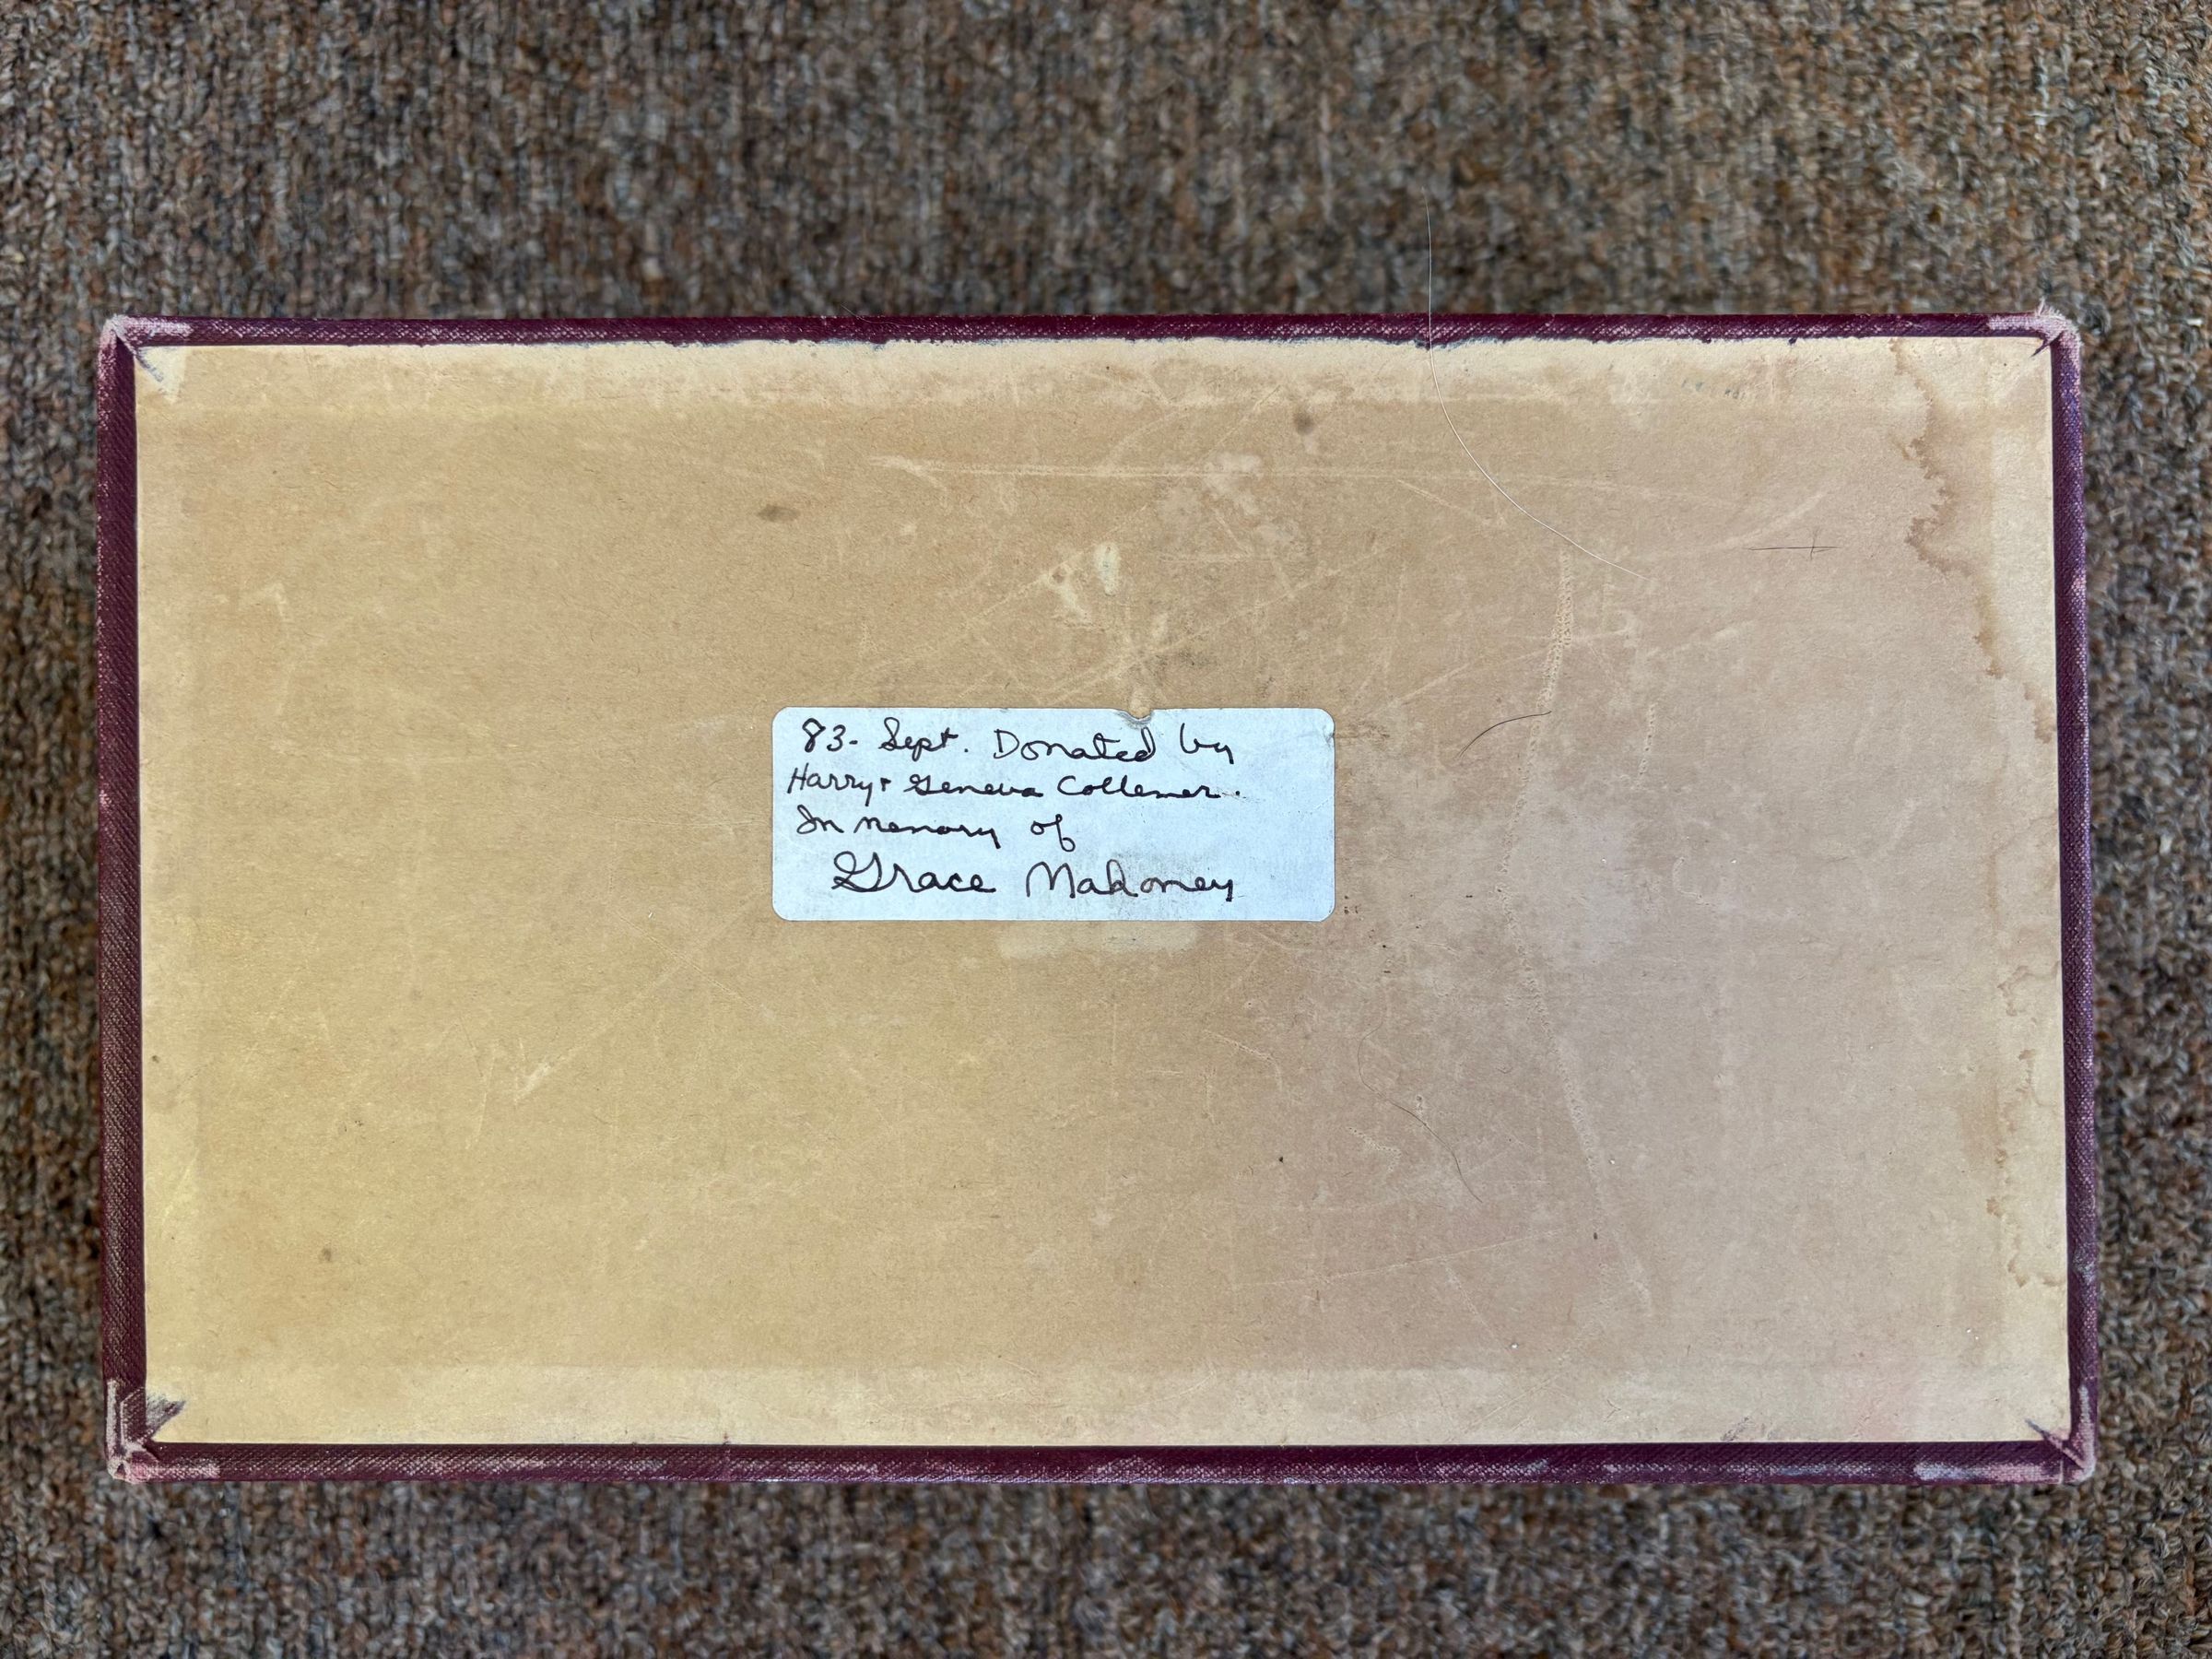 83- Sept. Donated by
Harry + Geneva Collemer.
In memory of
Grace Mahoney